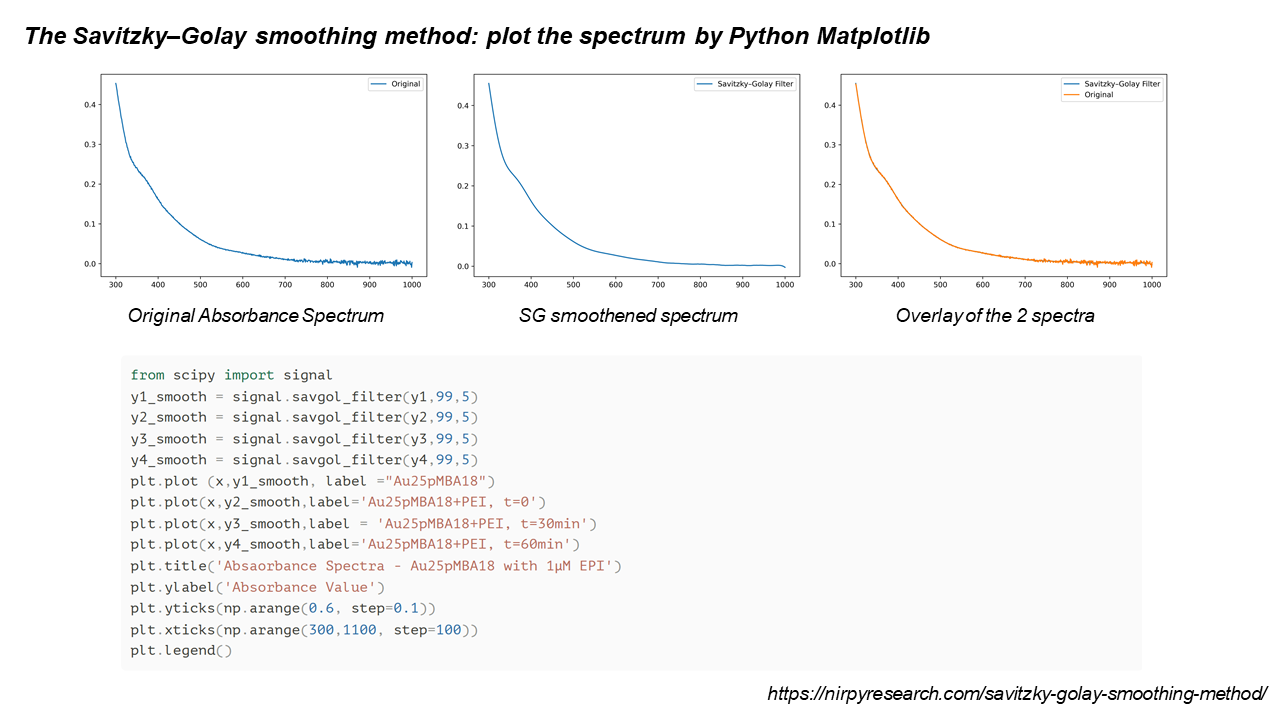 The Savitzky–Golay smoothing method: plot the spectrum by Python Matplotlib
Original
0.4
0.3
0.2
0.1
0.0
300 400 500 600 700 800 900 1000
Original Absorbance Spectrum
Savitzky–Golay Filter
0.4
0.3
0.2
0.1
0.0
300 400 500 600 700 800 900 1000
SG smoothened spectrum
Savitzky–Golay Filter
Original
0.4
0.3
0.2
0.1
0.0
300 400 500 600 700 800 900 1000
Overlay of the 2 spectra
from scipy import signal
y1_smooth = signal.savgol_filter(y1,99,5)
y2_smooth = signal.savgol_filter(y2,99,5)
y3_smooth = signal.savgol_filter(y3,99,5)
y4_smooth = signal.savgol_filter(y4,99,5)
plt.plot (x,y1_smooth, label ="Au25pMBA18")
plt.plot(x,y2_smooth,label='Au25pMBA18+PEI, t=0')
plt.plot(x,y3_smooth,label = 'Au25pMBA18+PEI, t=30min')
plt.plot(x,y4_smooth,label='Au25pMBA18+PEI, t=60min')
plt.title('Absaorbance Spectra - Au25pMBA18 with 1µM EPI')
plt.ylabel('Absorbance Value')
plt.yticks(np.arange(0.6, step=0.1))
plt.xticks(np.arange(300,1100, step=100))
plt.legend()
https://nirpyresearch.com/savitzky-golay-smoothing-method/